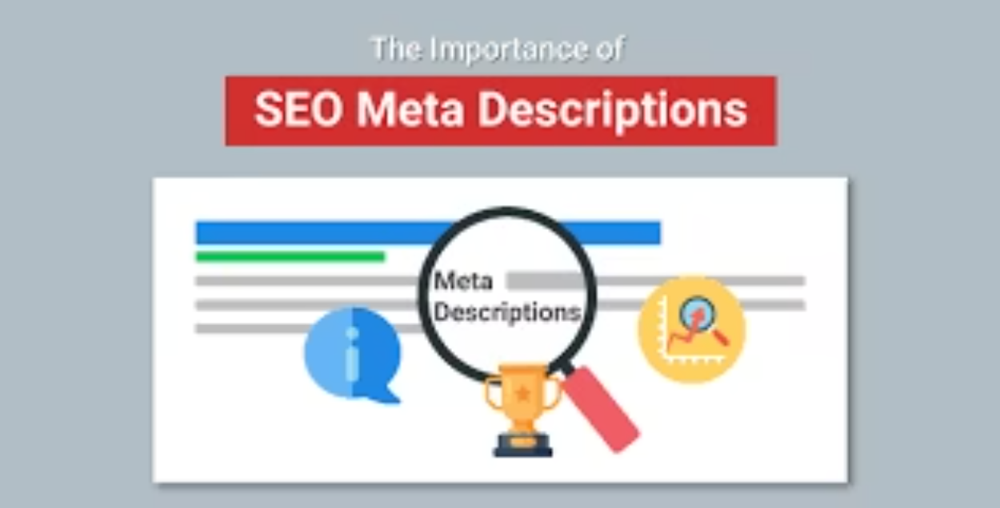 The Importance of
SEO Meta Descriptions
Meta
Descriptions